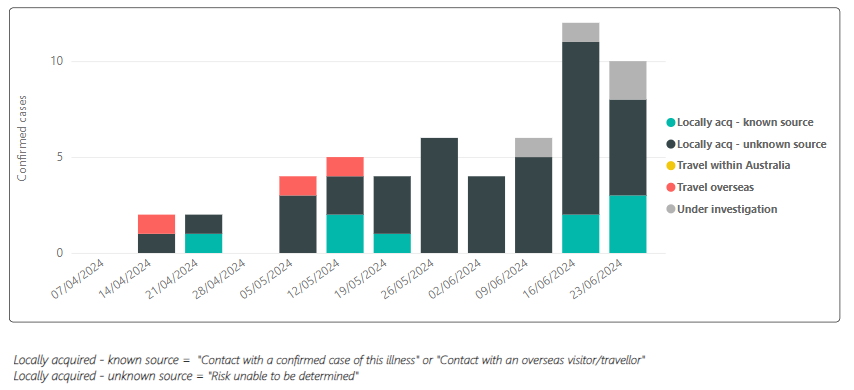 10
5
0
Confirmed cases
07/04/2024
14/04/2024
21/04/2024
28/04/2024
05/05/2024
12/05/2024
19/05/2024
26/05/2024
02/06/2024
09/06/2024
16/06/2024
23/06/2024
Locally acq - known source
Locally acq - unknown source
Travel within Australia
Travel overseas
Under investigation
Locally acquired - known source = "Contact with a confirmed case of this illness" or "Contact with an overseas visitor/travellor"
Locally acquired - unknown source = "Risk unable to be determined"